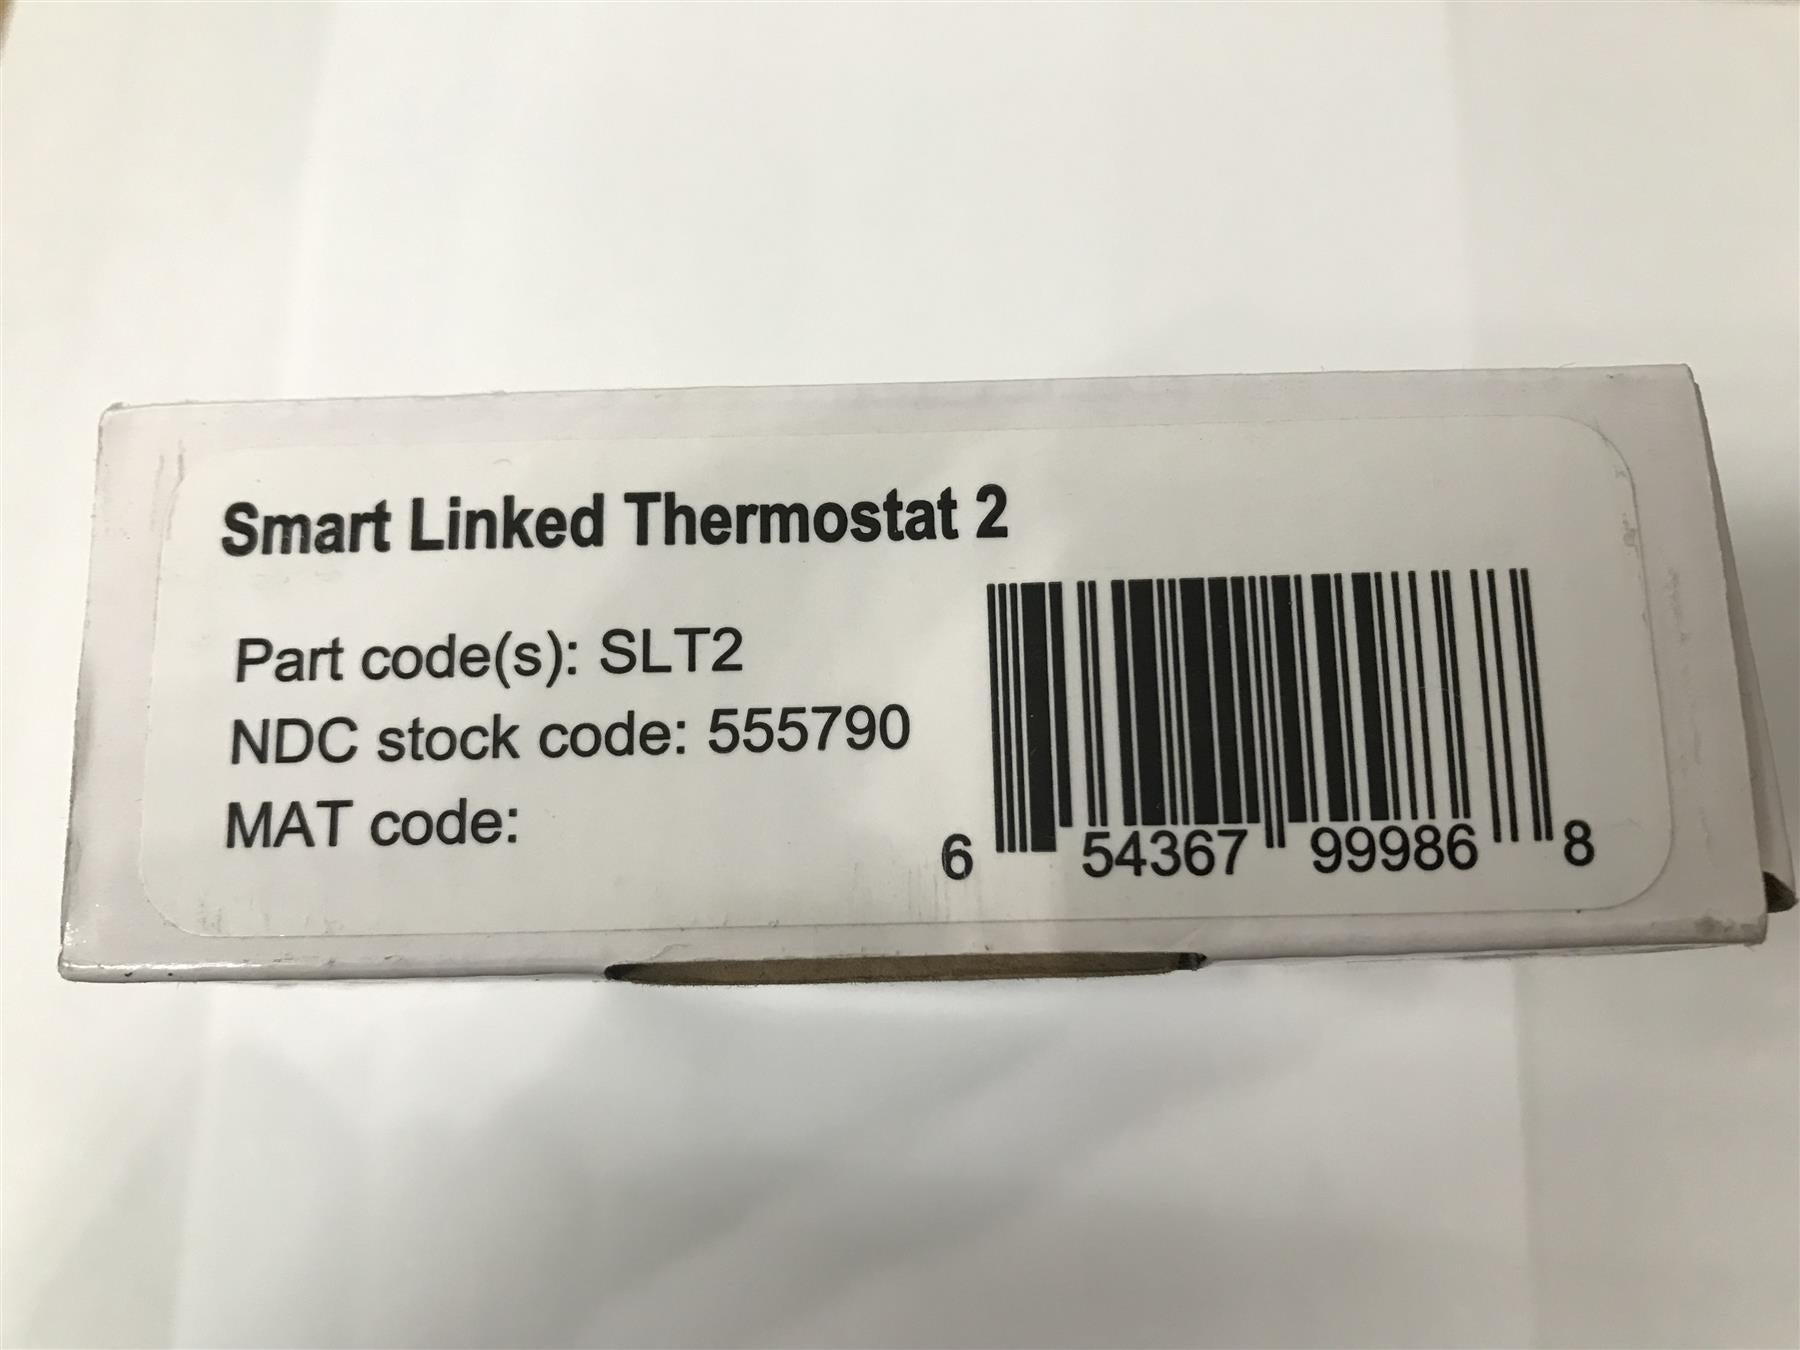 Smart Linked Thermostat 2
Part code(s): SLT2
NDC stock code: 555790
MAT code:
6 54367 99986 8